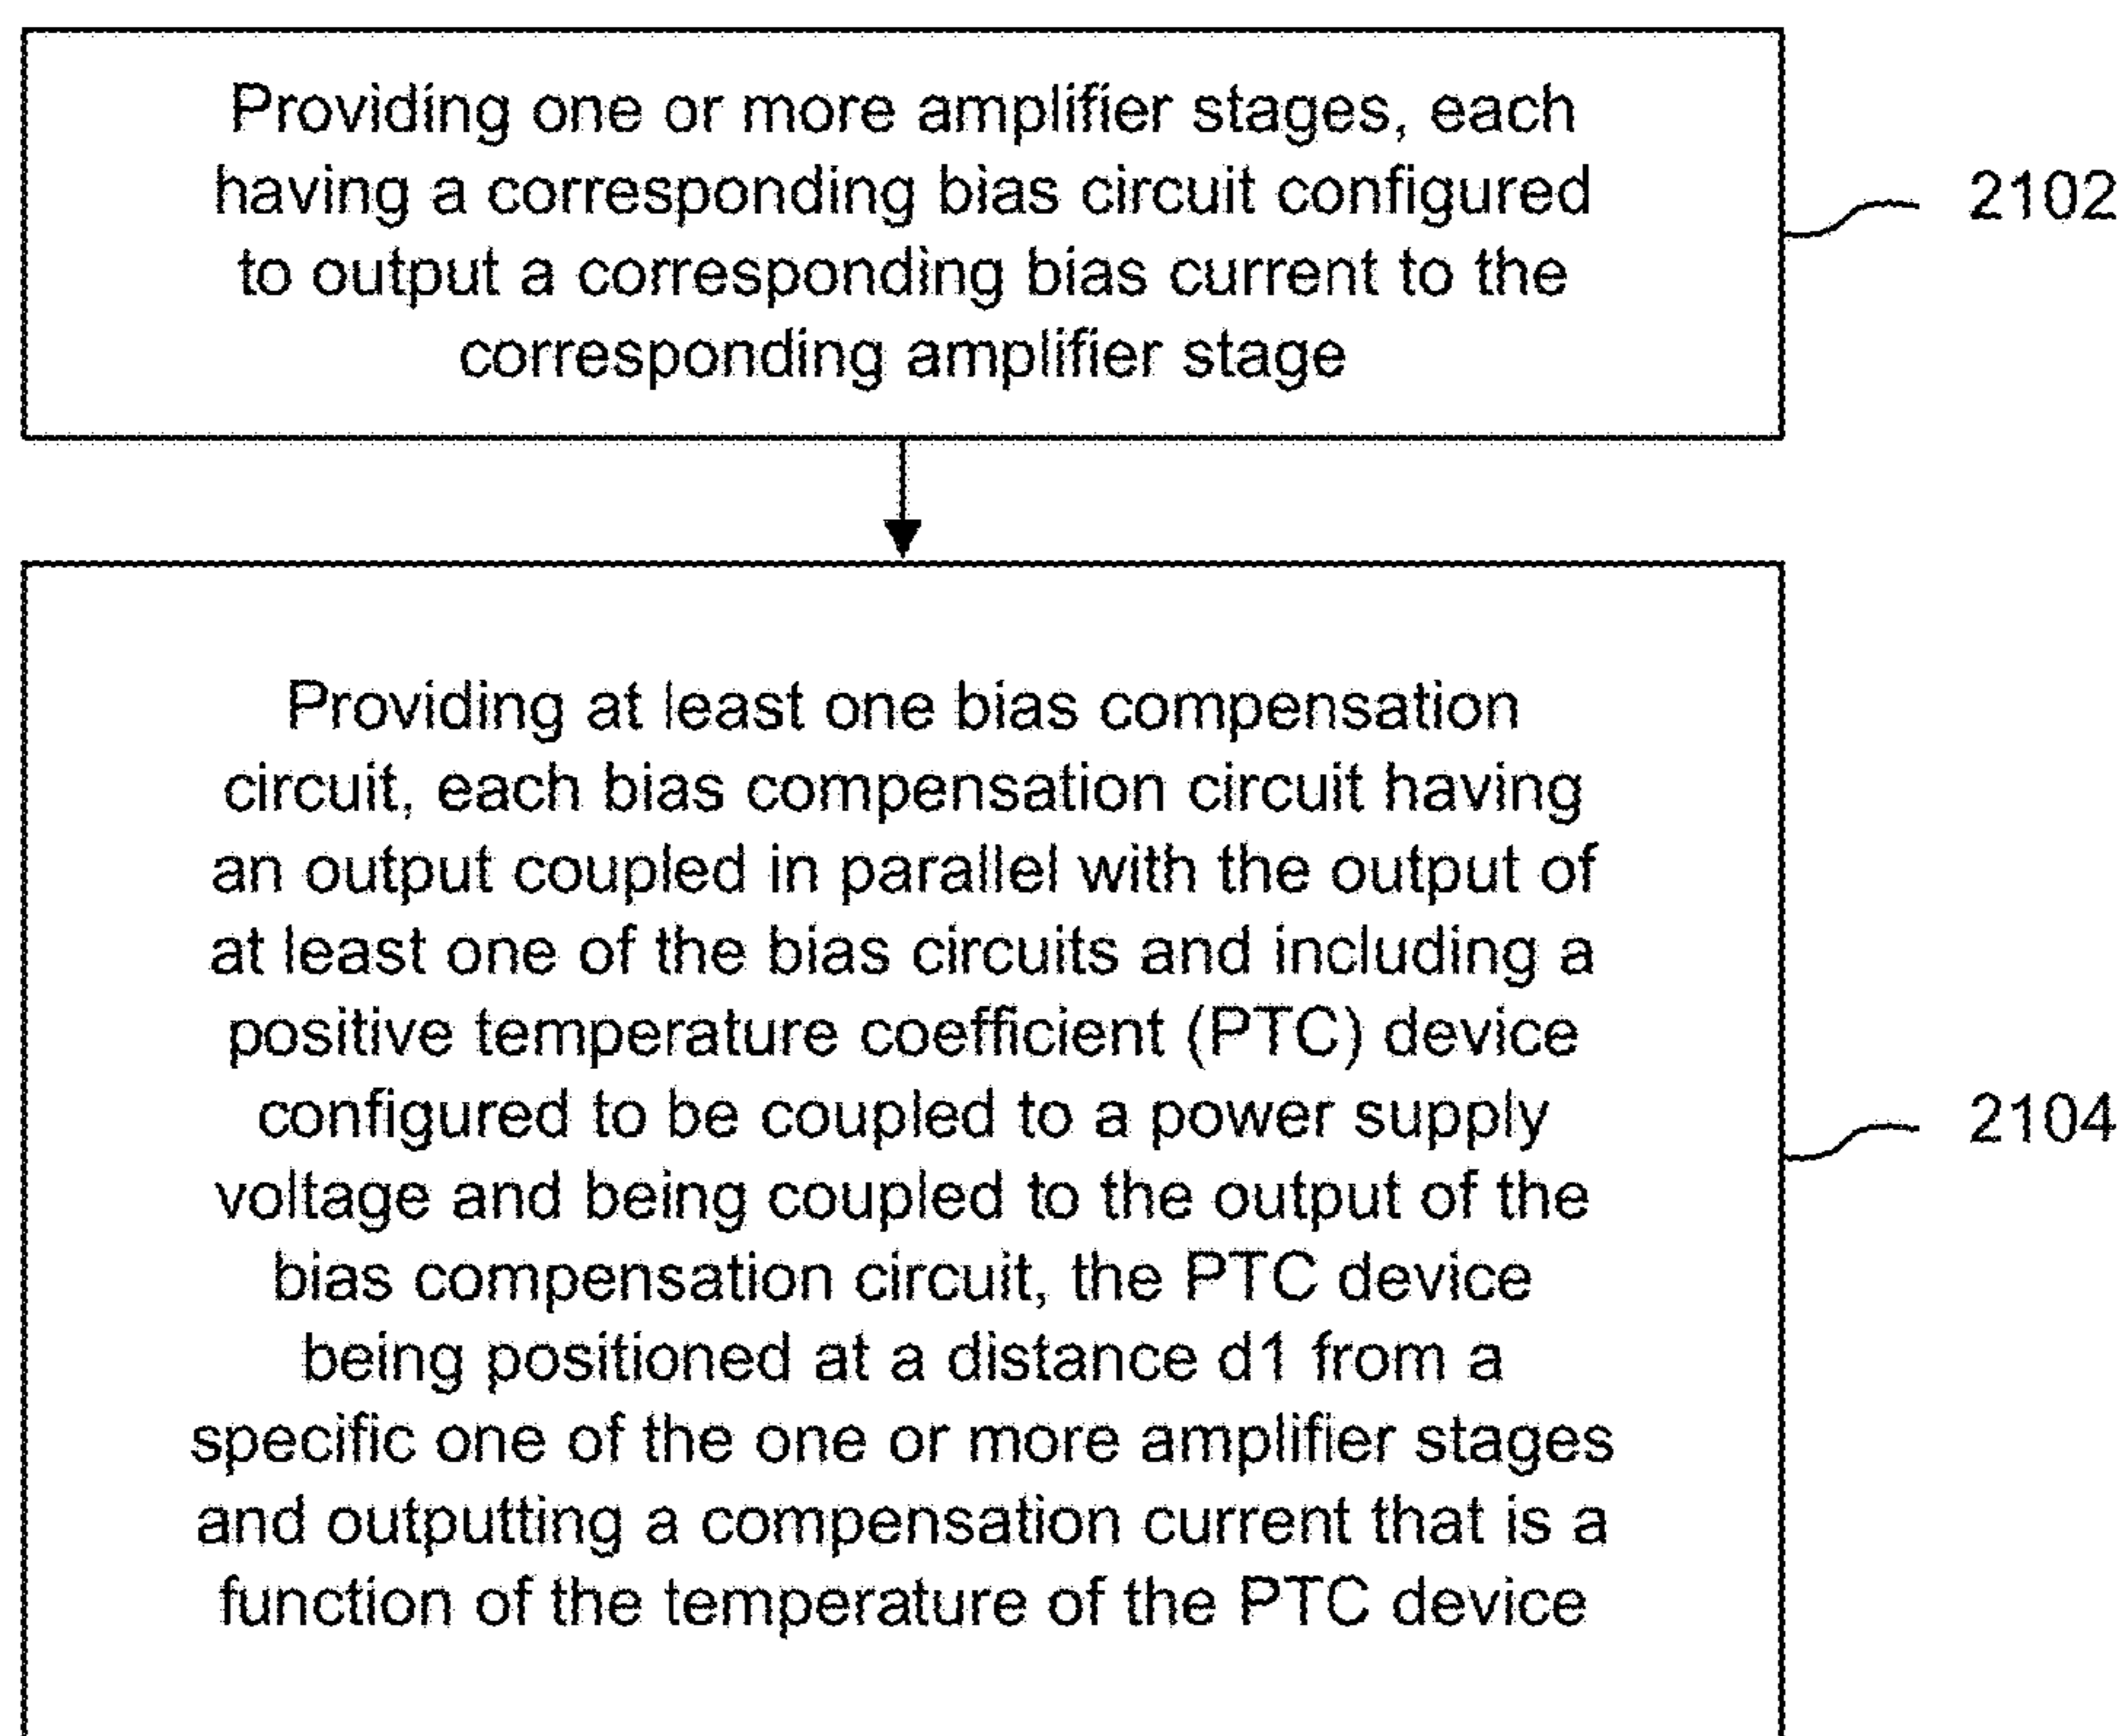 Providing one or more amplifier stages, each
having a corresponding bias circuit configured
to output a corresponding bias current to the
corresponding amplifier stage
2102
Providing at least one bias compensation
circuit, each bias compensation circuit having
an output coupled in parallel with the output of
at least one of the bias circuits and including a
positive temperature coefficient (PTC) device
configured to be coupled to a power supply
voltage and being coupled to the output of the
bias compensation circuit, the PTC device
being positioned at a distance d1 from a
specific one of the one or more amplifier stages
and outputting a compensation current that is a
function of the temperature of the PTC device
2104